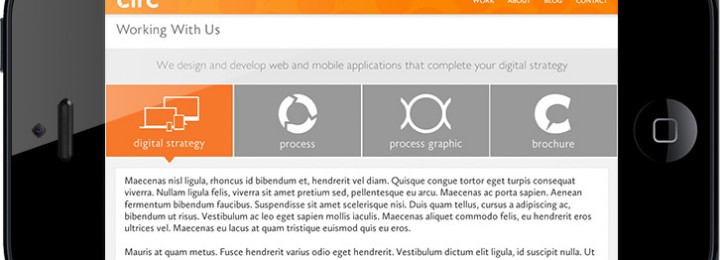 circ
WORK ABOUT BLOG CONTACT
Working With Us
We design and develop web and mobile applications that complete your digital strategy
digital strategy process process graphic brochure
Maecenas nisl ligula, rhoncus id bibendum et, hendrerit vel diam. Quisque congue tortor eget turpis consequat
viverra. Nullam ligula felis, viverra sit amet pretium sed, pellentesque eu arcu. Maecenas ac porta sapien. Aenean
fermentum bibendum faucibus. Suspendisse sit amet scelerisque nisi. Duis quam tellus, cursus a adipiscing ac,
bibendum ut risus. Vestibulum ac leo eget sapien mollis iaculis. Maecenas aliquet commodo felis, eu hendrerit eros
ultrices vel. Maecenas eu lacus at quam tristique euismod quis eu eros.
Mauris at quam metus. Fusce hendrerit varius odio eget hendrerit. Vestibulum dictum elit ligula, id suscipit nulla. Ut